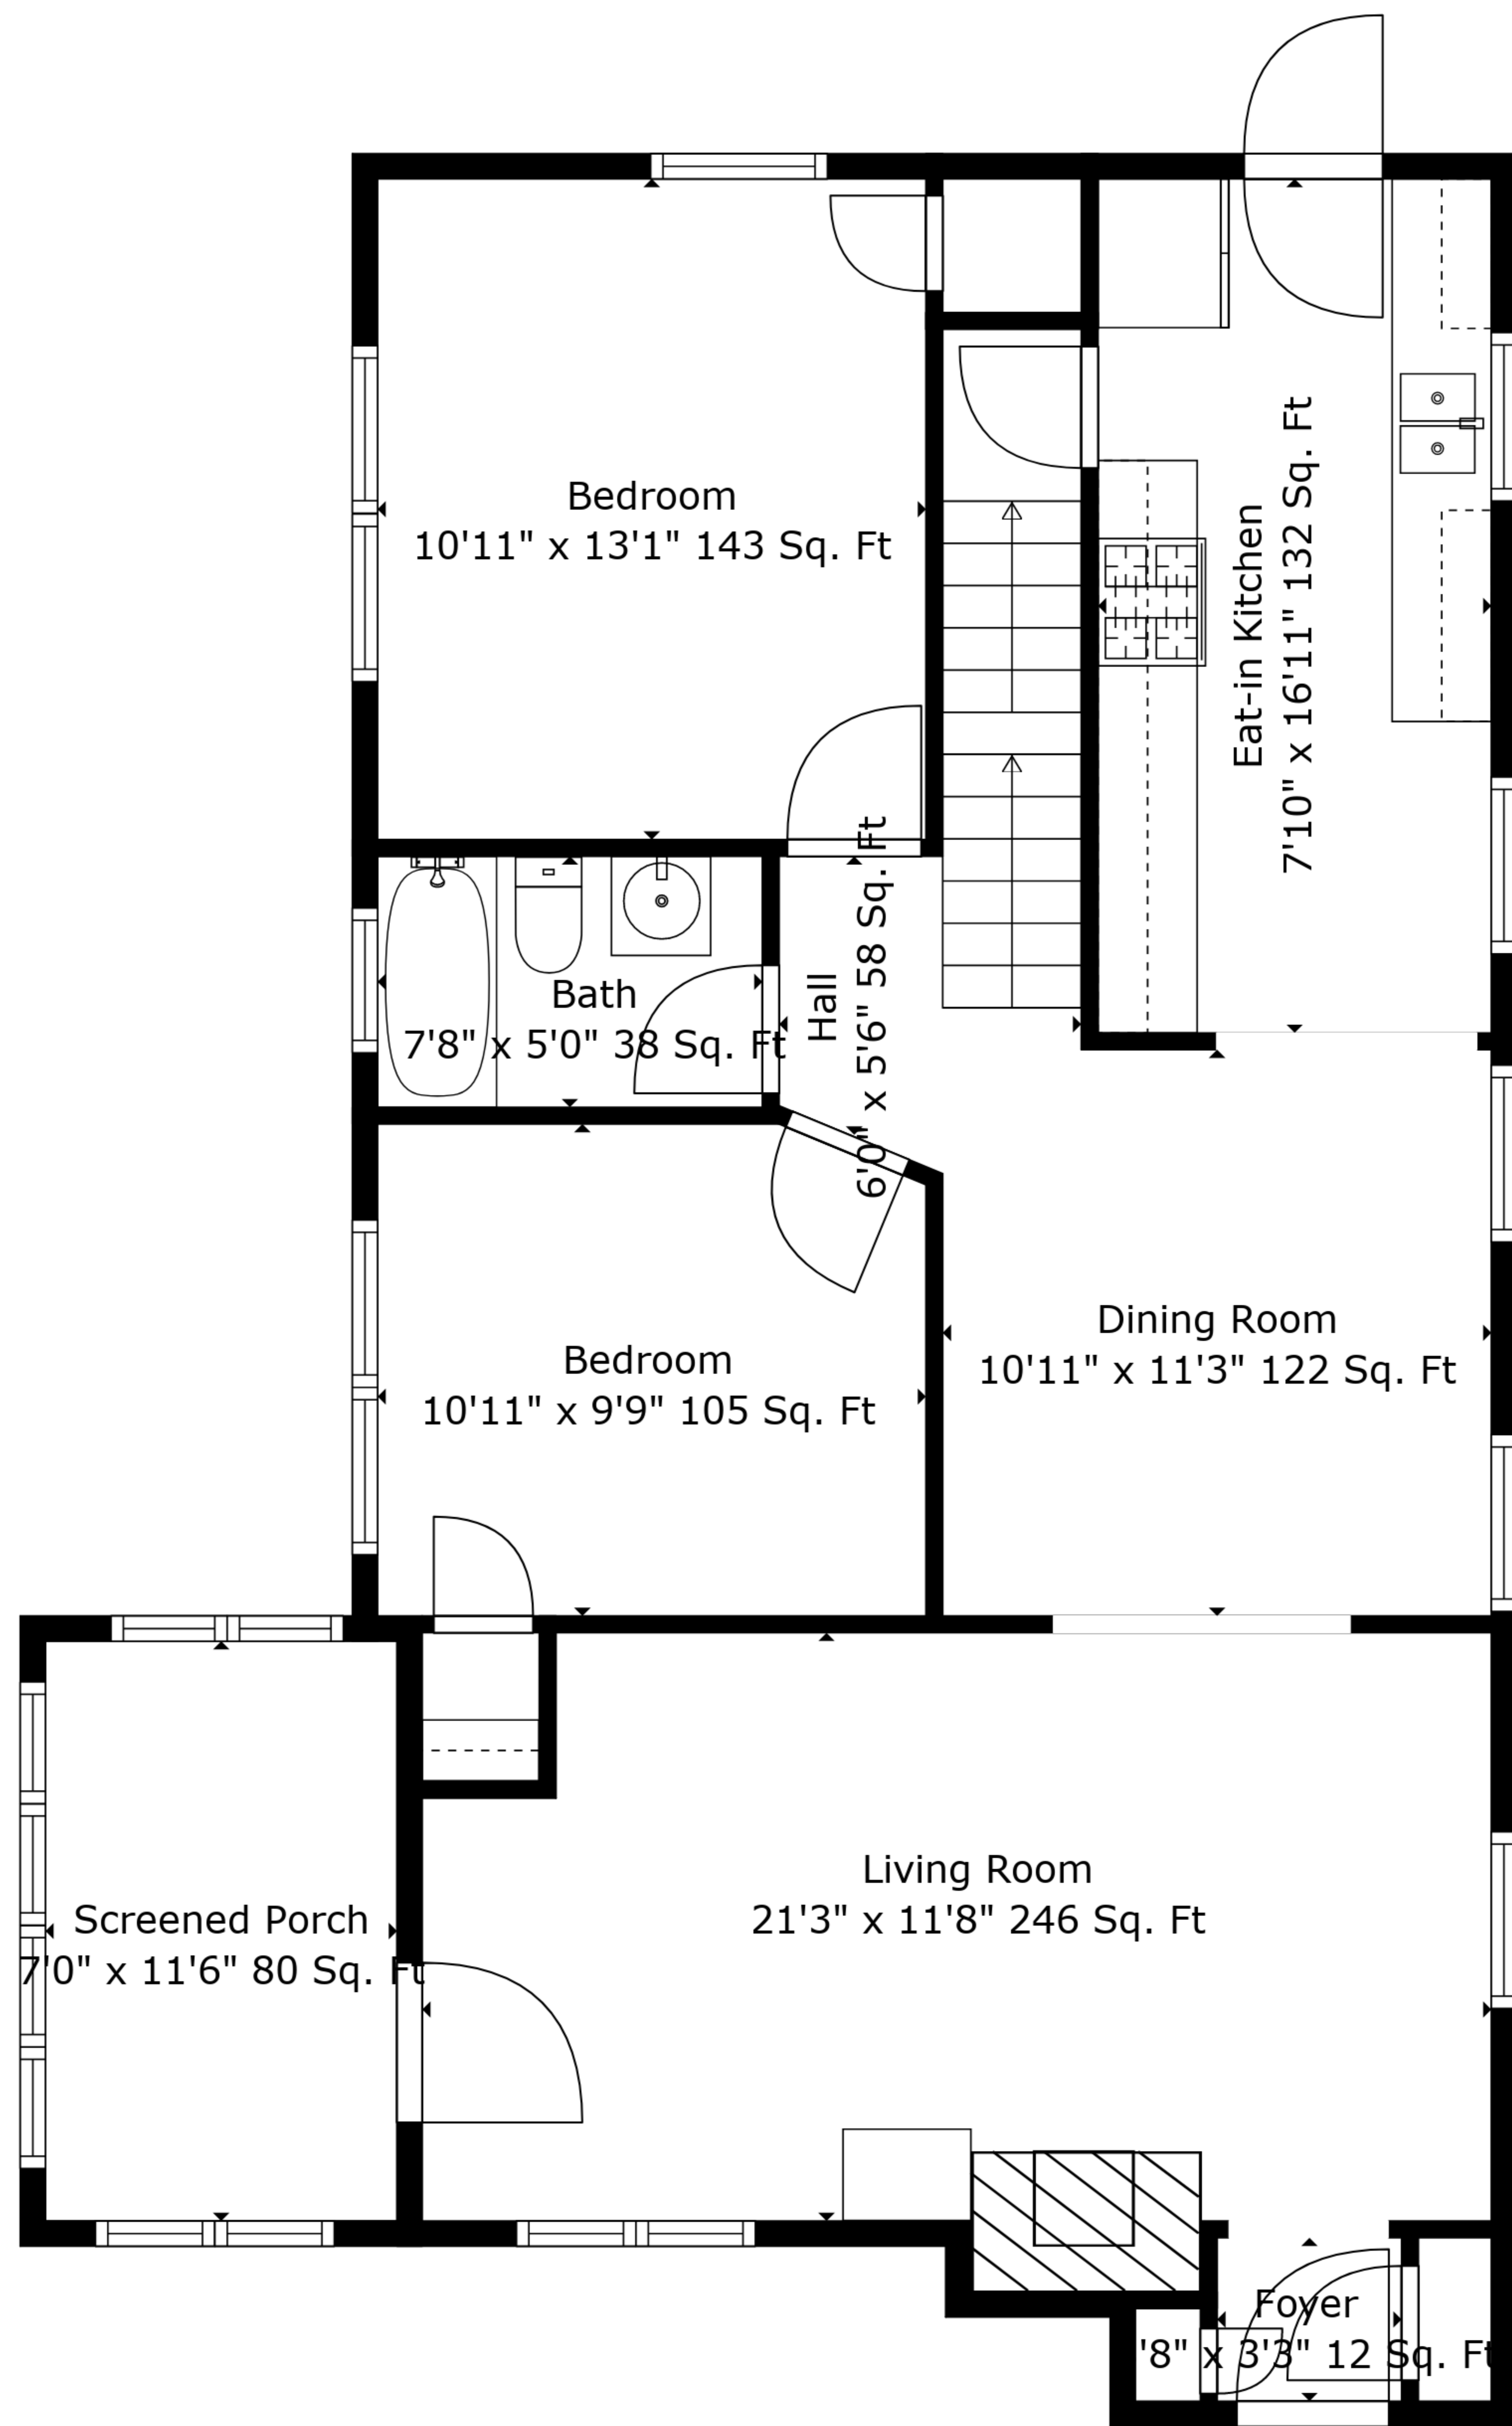 Bedroom
10'11" x 13'1" 143 Sq. Ft
Eat-in Kitchen
7'10" x 16'11" 132 Sq. Ft
Bath
7'8" x 5'0" 38 Sq. Ft
Hall
6'0" x 5'6" 58 Sq. Ft
Dining Room
10'11" x 11'3" 122 Sq. Ft
Bedroom
10'11" x 9'9" 105 Sq. Ft
Living Room
21'3" x 11'8" 246 Sq. Ft
Screened Porch
7'0" x 11'6" 80 Sq. Ft
Foyer
'8" x 3'3" 12 Sq. Ft